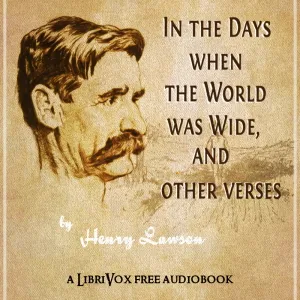 IN THE DAYS
WHEN
THE WORLD
WAS WIDE,
AND
OTHER VERSES
by
Henry Lawson
A LIBRIVOX FREE AUDIOBOOK